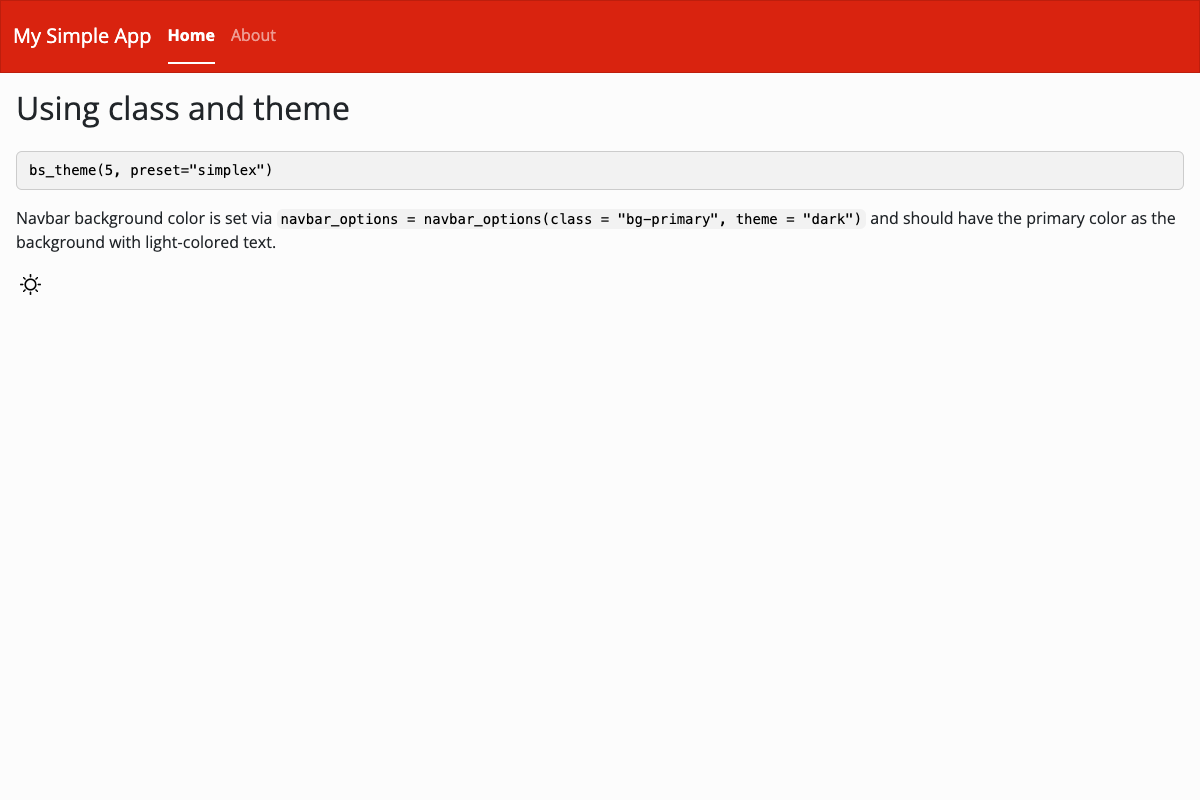 My Simple App Home About
Using class and theme
bs_theme(5, preset="simplex")
Navbar background color is set via navbar_options = navbar_options(class = "bg-primary", theme = "dark") and should have the primary color as the
background with light-colored text.